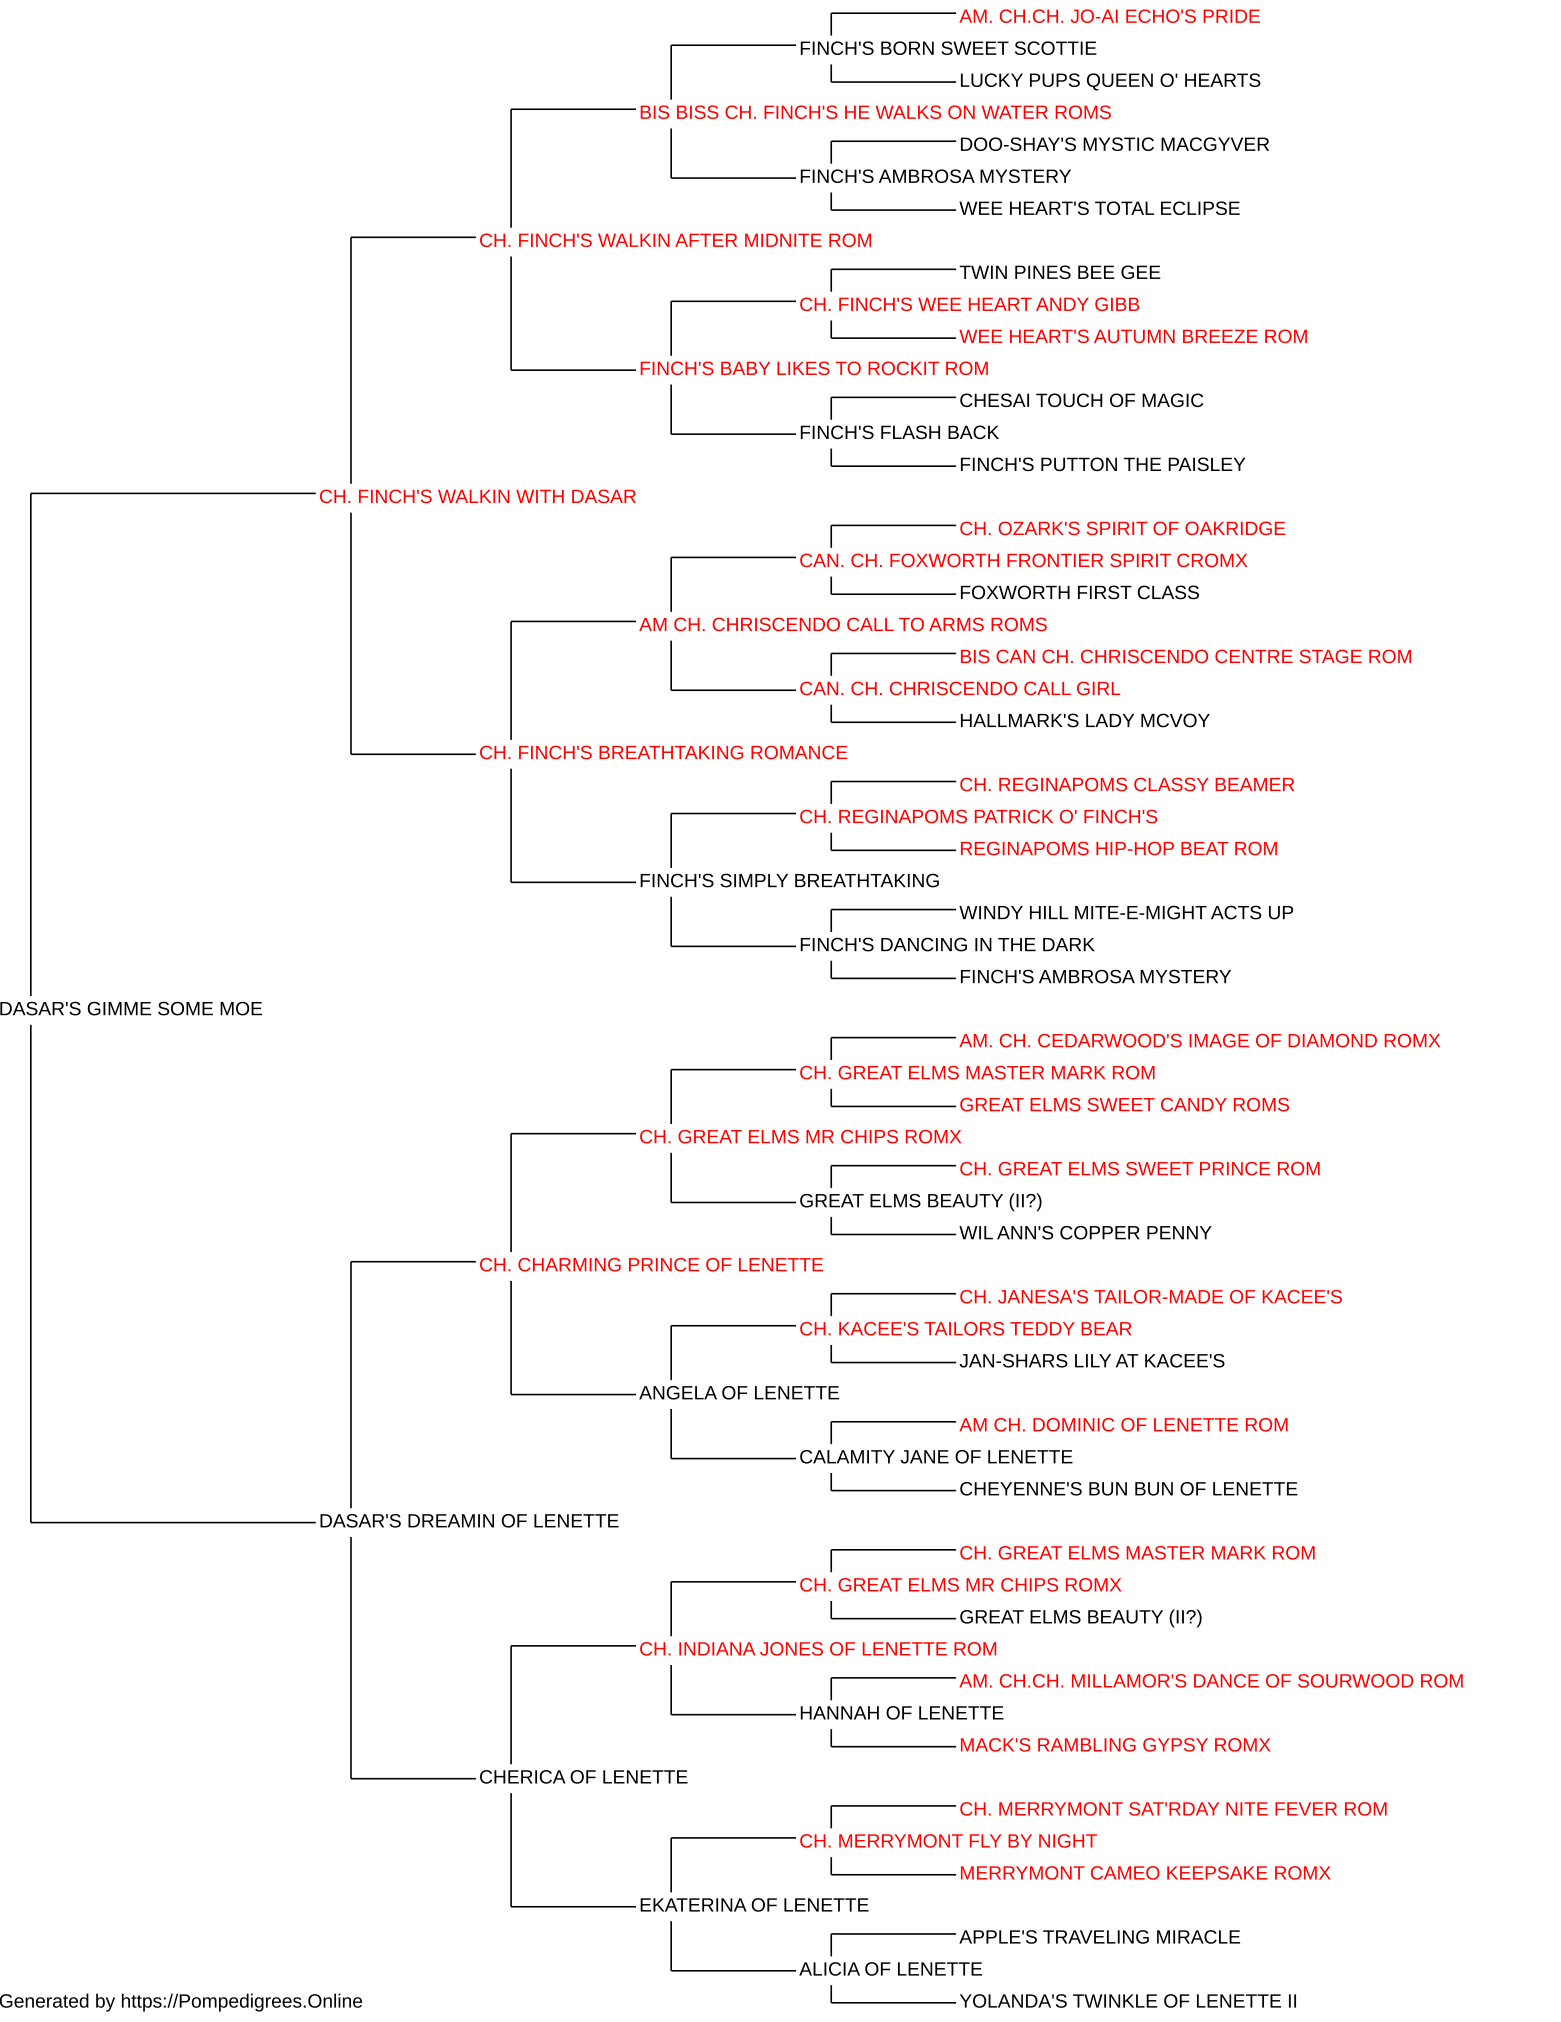 AM. CH.CH. JO-AI ECHO'S PRIDE
FINCH'S BORN SWEET SCOTTIE
LUCKY PUPS QUEEN O' HEARTS
BIS BISS CH. FINCH'S HE WALKS ON WATER ROMS
DOO-SHAY'S MYSTIC MACGYVER
FINCH'S AMBROSA MYSTERY
WEE HEART'S TOTAL ECLIPSE
CH. FINCH'S WALKIN AFTER MIDNITE ROM
TWIN PINES BEE GEE
CH. FINCH'S WEE HEART ANDY GIBB
WEE HEART'S AUTUMN BREEZE ROM
FINCH'S BABY LIKES TO ROCKIT ROM
CHESAI TOUCH OF MAGIC
FINCH'S FLASH BACK
FINCH'S PUTTON THE PAISLEY
CH. FINCH'S WALKIN WITH DASAR
CH. OZARK'S SPIRIT OF OAKRIDGE
CAN. CH. FOXWORTH FRONTIER SPIRIT CROMX
FOXWORTH FIRST CLASS
AM CH. CHRISCENDO CALL TO ARMS ROMS
BIS CAN CH. CHRISCENDO CENTRE STAGE ROM
CAN. CH. CHRISCENDO CALL GIRL
HALLMARK'S LADY MCVOY
CH. FINCH'S BREATHTAKING ROMANCE
CH. REGINAPOMS CLASSY BEAMER
CH. REGINAPOMS PATRICK O' FINCH'S
REGINAPOMS HIP-HOP BEAT ROM
FINCH'S SIMPLY BREATHTAKING
WINDY HILL MITE-E-MIGHT ACTS UP
FINCH'S DANCING IN THE DARK
FINCH'S AMBROSA MYSTERY
DASAR'S GIMME SOME MOE
AM. CH. CEDARWOOD'S IMAGE OF DIAMOND ROMX
CH. GREAT ELMS MASTER MARK ROM
GREAT ELMS SWEET CANDY ROMS
CH. GREAT ELMS MR CHIPS ROMX
CH. GREAT ELMS SWEET PRINCE ROM
GREAT ELMS BEAUTY (II?)
WIL ANN'S COPPER PENNY
CH. CHARMING PRINCE OF LENETTE
CH. JANESA'S TAILOR-MADE OF KACEE'S
CH. KACEE'S TAILORS TEDDY BEAR
JAN-SHARS LILY AT KACEE'S
ANGELA OF LENETTE
AM CH. DOMINIC OF LENETTE ROM
CALAMITY JANE OF LENETTE
CHEYENNE'S BUN BUN OF LENETTE
DASAR'S DREAMIN OF LENETTE
CH. GREAT ELMS MASTER MARK ROM
CH. GREAT ELMS MR CHIPS ROMX
GREAT ELMS BEAUTY (II?)
CH. INDIANA JONES OF LENETTE ROM
AM. CH.CH. MILLAMOR'S DANCE OF SOURWOOD ROM
HANNAH OF LENETTE
MACK'S RAMBLING GYPSY ROMX
CHERICA OF LENETTE
CH. MERRYMONT SAT'RDAY NITE FEVER ROM
CH. MERRYMONT FLY BY NIGHT
MERRYMONT CAMEO KEEPSAKE ROMX
EKATERINA OF LENETTE
APPLE'S TRAVELING MIRACLE
ALICIA OF LENETTE
YOLANDA'S TWINKLE OF LENETTE II
Generated by https://Pompedigrees.Online